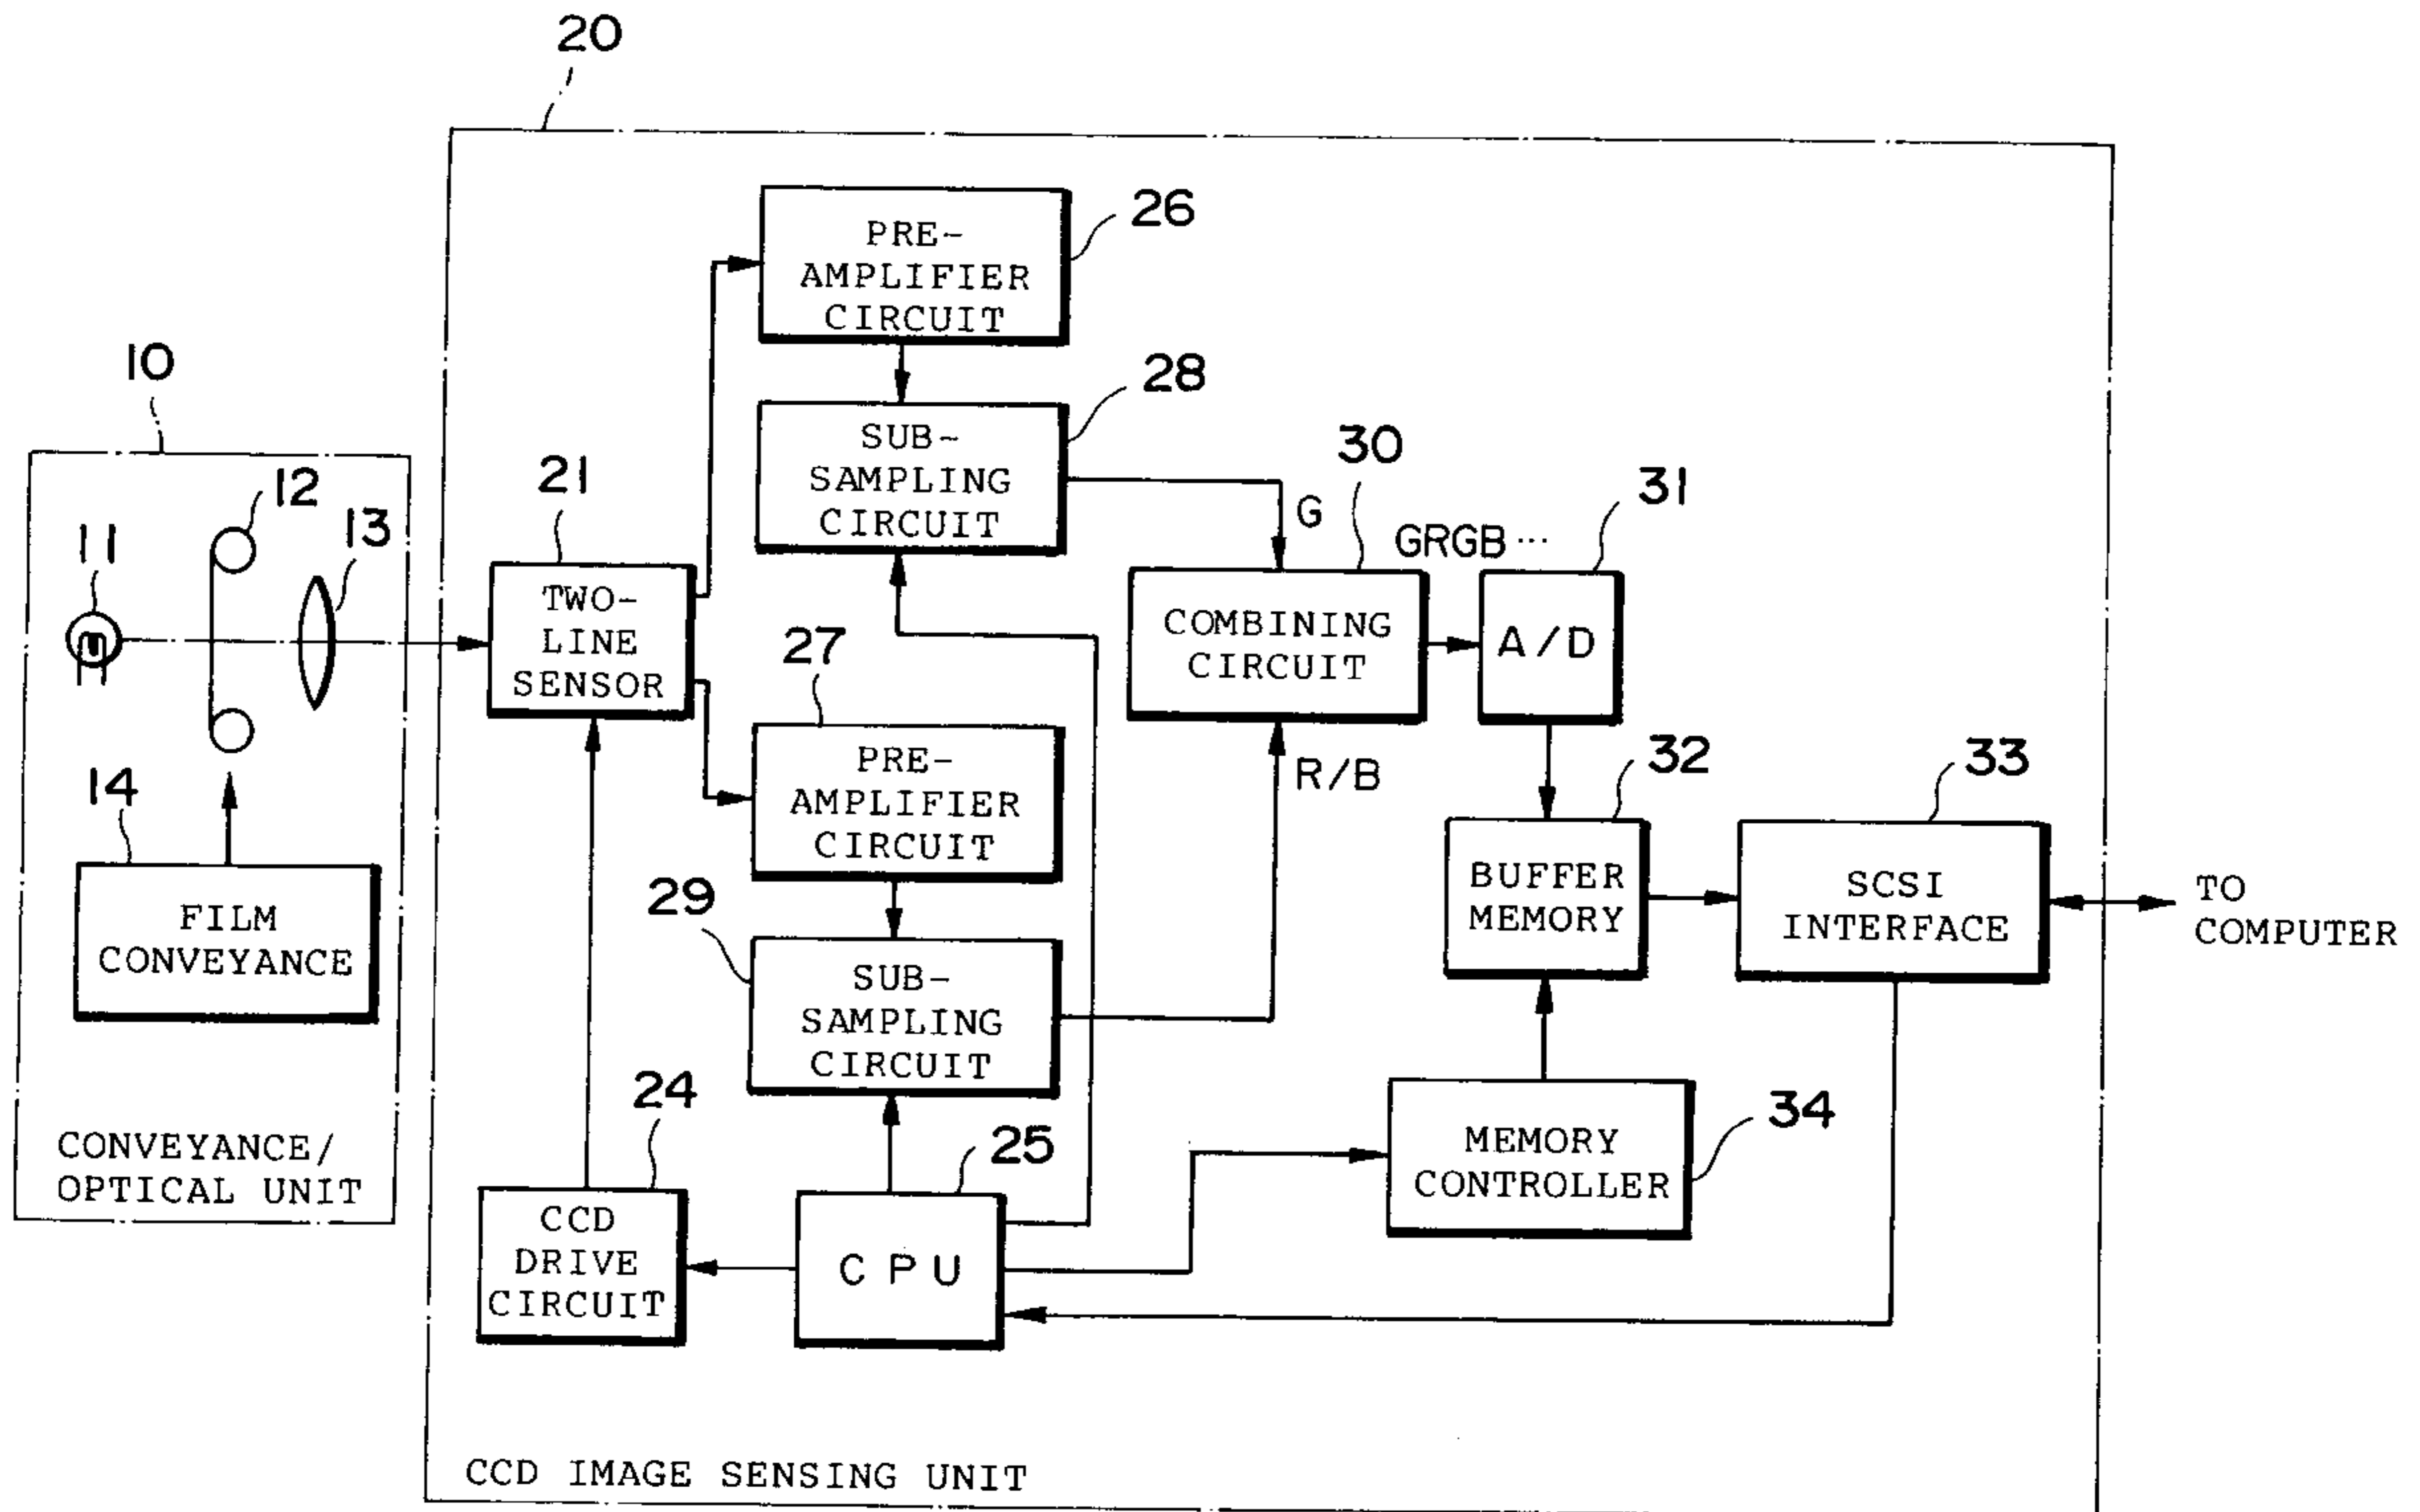 20
PRE-
AMPLIFIER
CIRCUIT
26
10
28
SUB-
SAMPLING
CIRCUIT
30
12
21
31
13
G
GRGB…
11
TWO-
LINE
SENSOR
COMBINING
CIRCUIT
A/D
27
PRE-
AMPLIFIER
CIRCUIT
R/B
32
33
14
BUFFER
MEMORY
SCSI
INTERFACE
TO
COMPUTER
29
FILM
CONVEYANCE
SUB-
SAMPLING
CIRCUIT
24
25
34
MEMORY
CONTROLLER
CONVEYANCE/
OPTICAL UNIT
CCD
DRIVE
CIRCUIT
CPU
CCD IMAGE SENSING UNIT